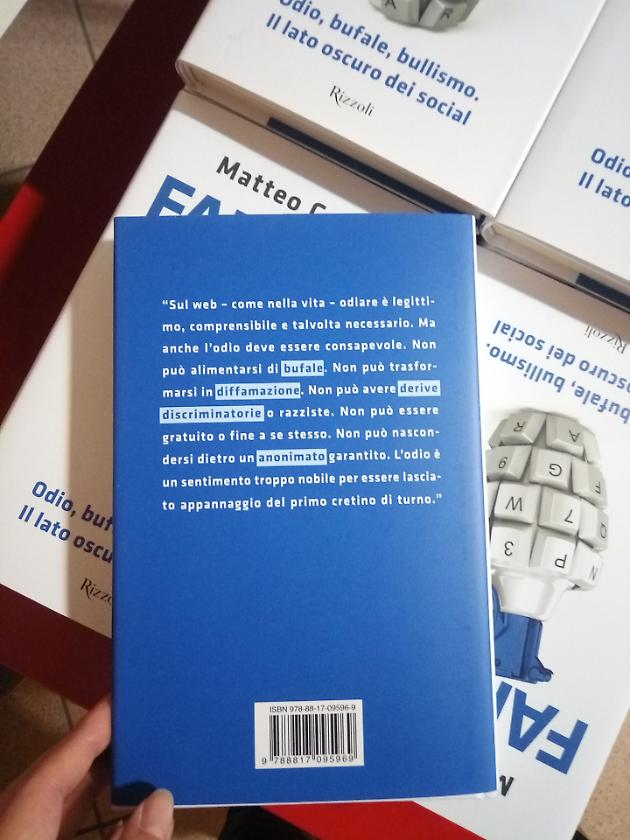 Odio, bufale, bullismo.
Il lato oscuro dei social
Rizzoli
Matteo
Odio
Il lato
"Sul web – come nella vita – odiare è legitti-
mo, comprensibile e talvolta necessario. Ma
anche l'odio deve essere consapevole. Non
può alimentarsi di bufale. Non può trasfor-
marsi in diffamazione. Non può avere derive
discriminatorie o razziste. Non può essere
gratuito o fine a se stesso. Non può nascon-
dersi dietro un anonimato garantito. L'odio è
un sentimento troppo nobile per essere lascia-
to appannaggio del primo cretino di turno."
Rizzoli
oscuro dei social
bufale, bullismo.
R A
9 G F
W 7 Q
3 P N
Odio, buf
Il lato oscu
Rizzo
FA
ISBN 978-88-17-09596-9
9 788817 095969